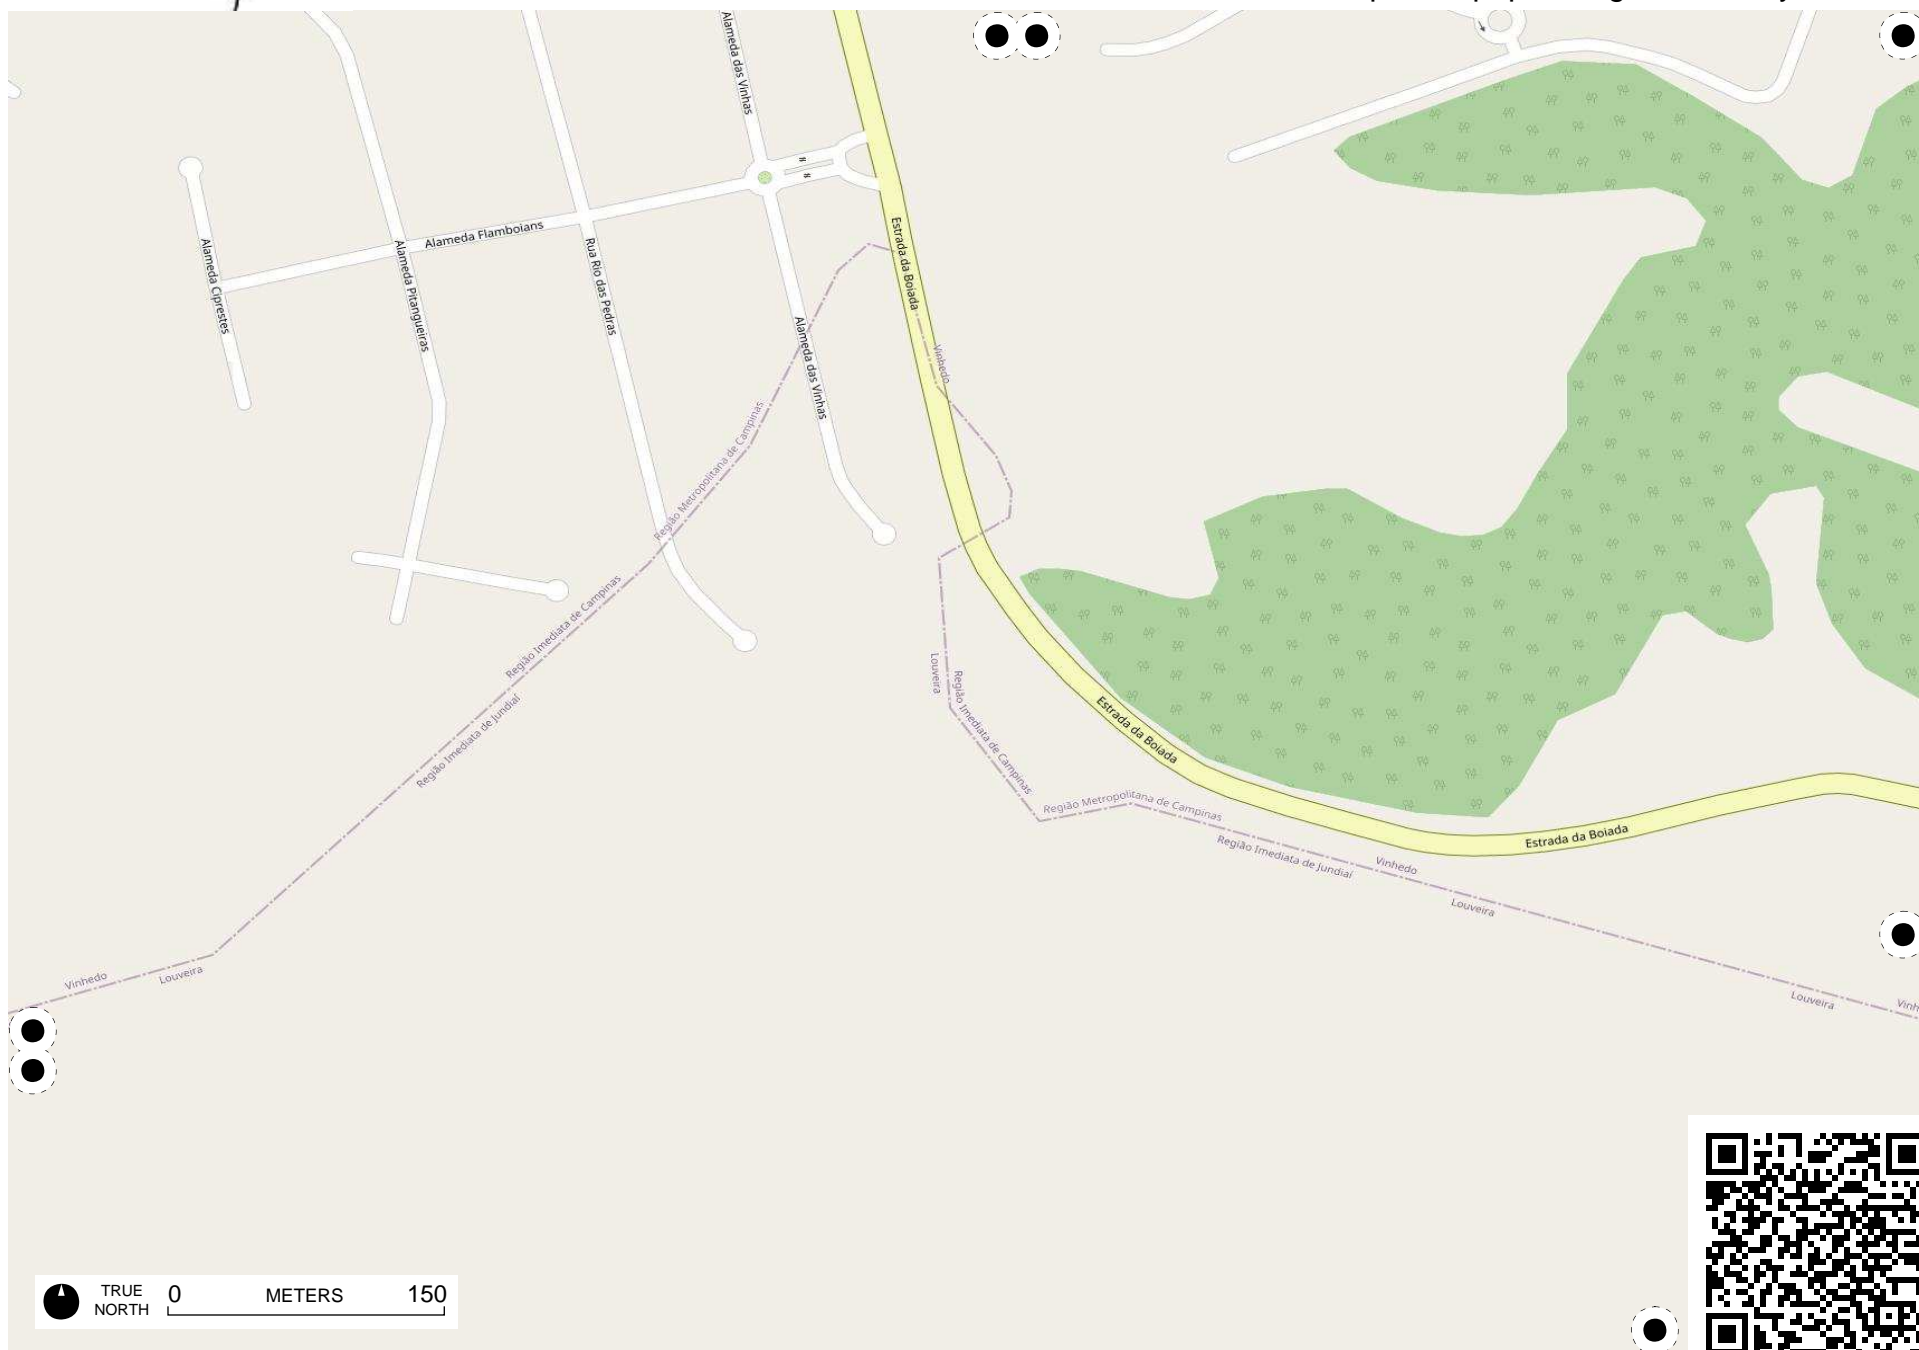 Alameda das Vinhas
Alameda Flamboians
Alameda Ciprestes
Alameda Pitangueiras
Rua Rio das Pedras
Estrada da Boiada
Alameda das Vinhas
Vinhedo
Região Metropolitana de Campinas
Região Imediata de Campinas
Região Imediata de Jundiaí
Louveira
Região Imediata de Campinas
Estrada da Boiada
Região Metropolitana de Campinas
Região Imediata de Jundiaí
Vinhedo
Estrada da Boiada
Louveira
Vinhedo
Louveira
Louveira
Vinh
TRUE
NORTH
0 METERS 150